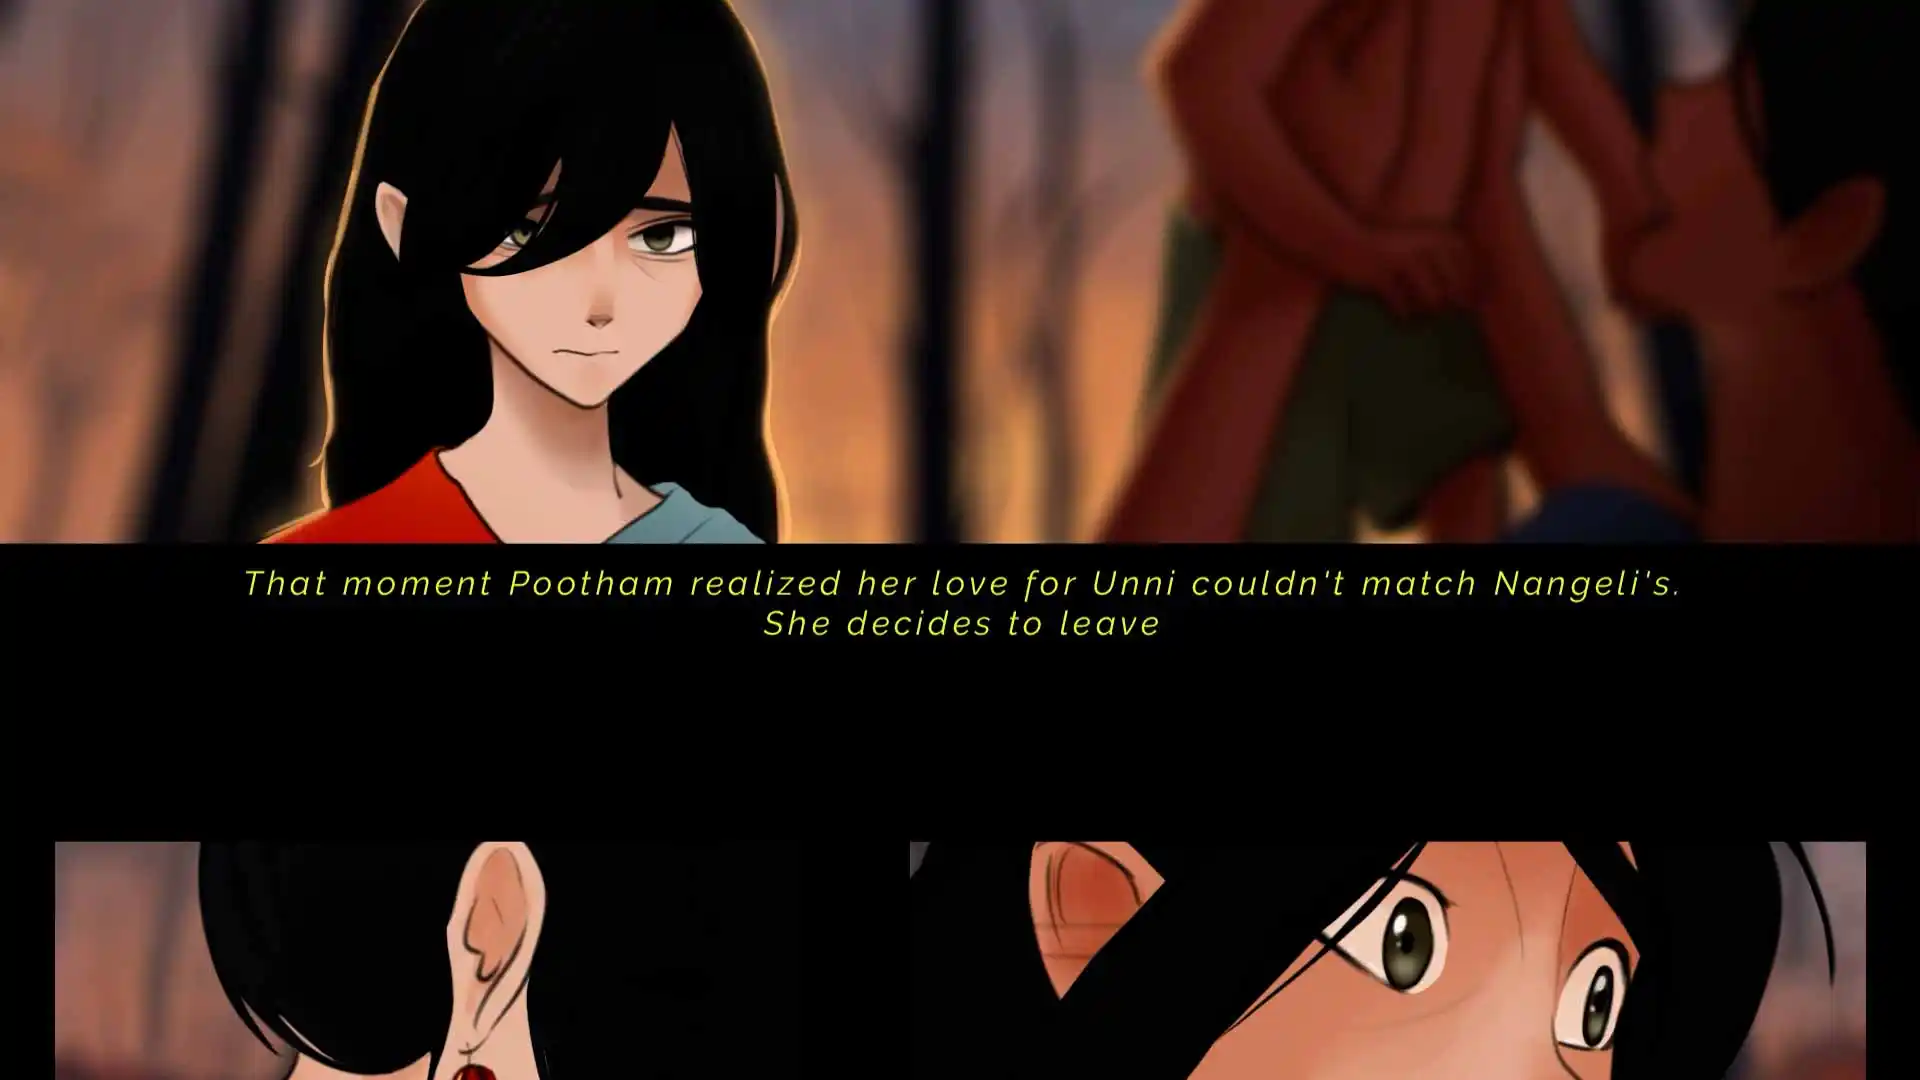 That moment Pootham realized her love for Unni couldn't match Nangeli's.
She decides to leave